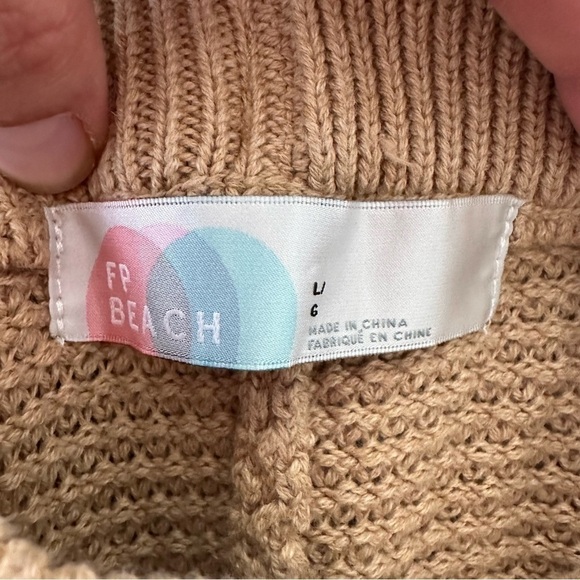 FP
BEACH
L/
G
MADE IN CHINA
FABRIQUÉ EN CHINE